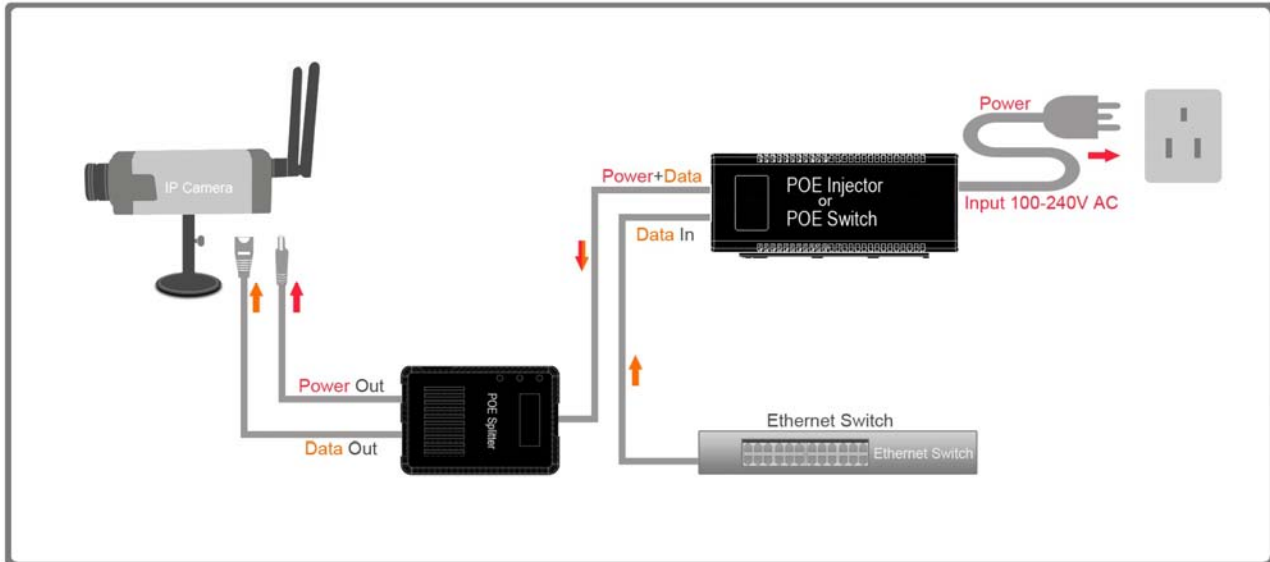 Power
IP Camera
Power+Data
POE Injector
or
POE Switch
Input 100-240V AC
Data In
Power Out
POE Splitter
Data Out
Ethernet Switch
Ethernet Switch